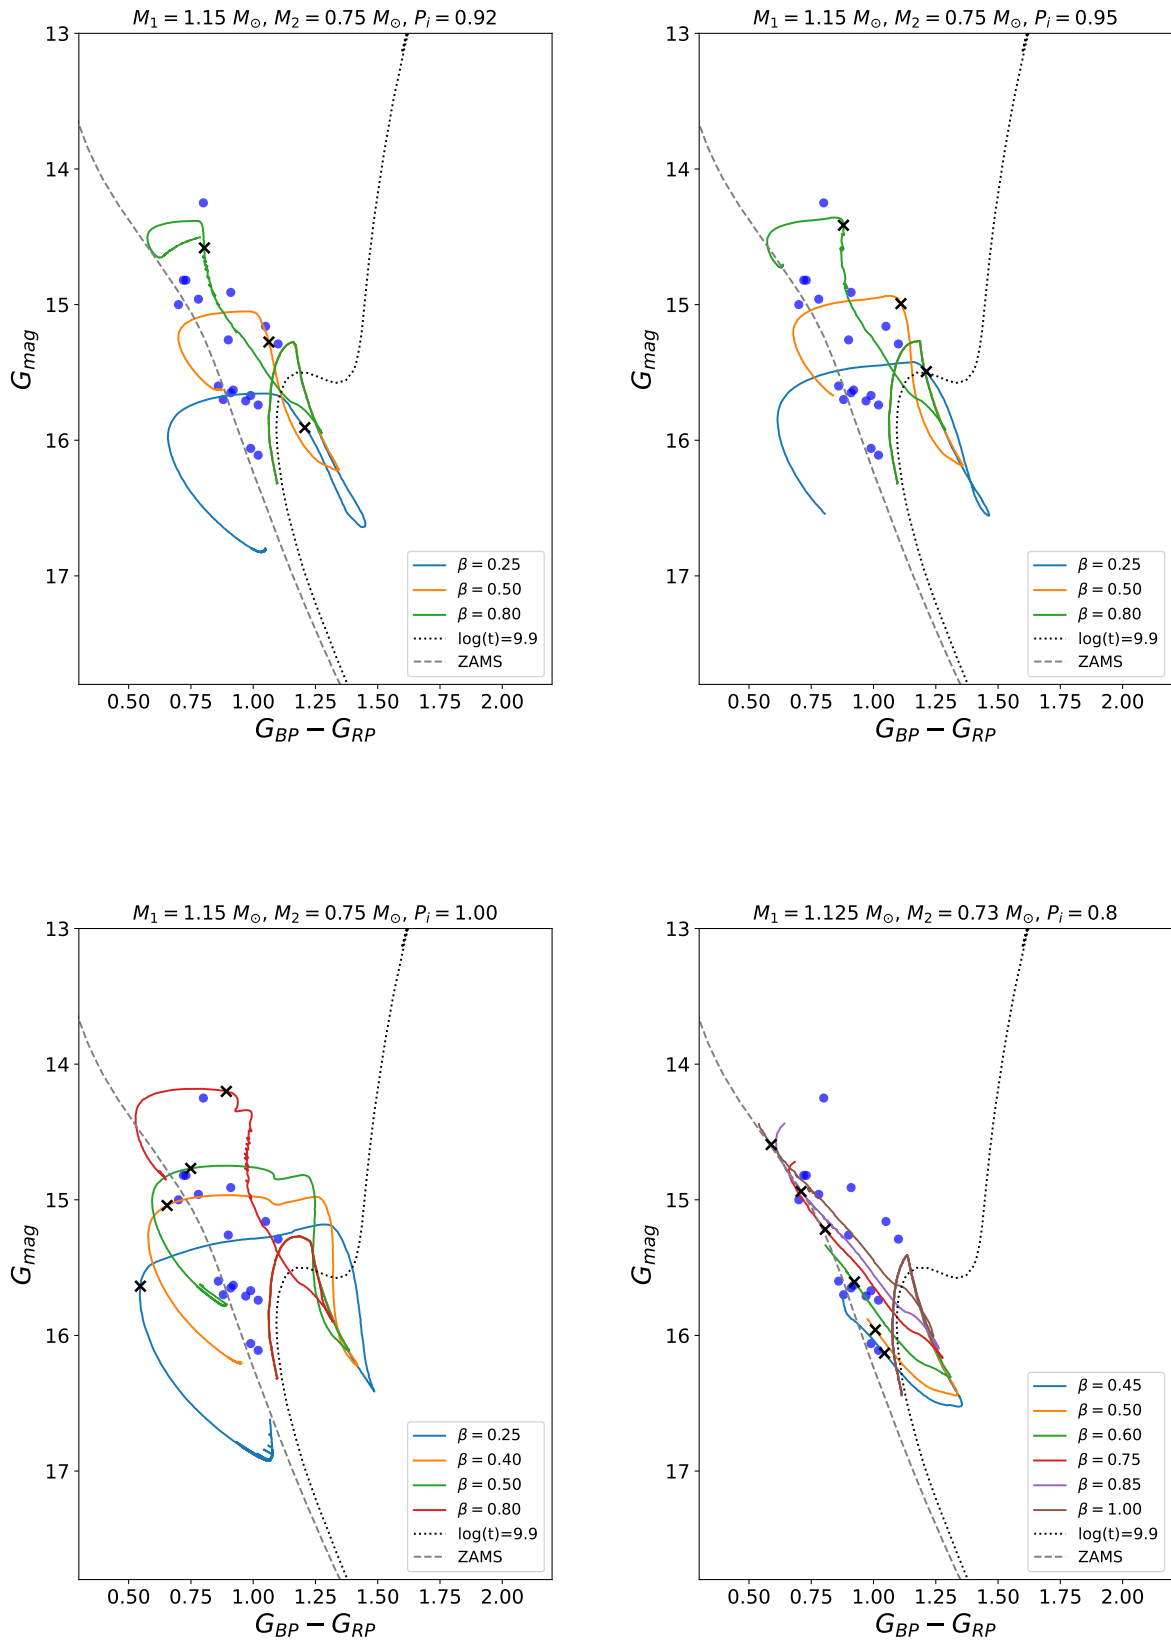 M₁ = 1.15 M☉, M₂ = 0.75 M☉, Pᵢ = 0.92
13
14
15
16
17
G_mag
0.50 0.75 1.00 1.25 1.50 1.75 2.00
G_BP − G_RP
β = 0.25
β = 0.50
β = 0.80
log(t)=9.9
ZAMS
M₁ = 1.15 M☉, M₂ = 0.75 M☉, Pᵢ = 0.95
13
14
15
16
17
G_mag
0.50 0.75 1.00 1.25 1.50 1.75 2.00
G_BP − G_RP
β = 0.25
β = 0.50
β = 0.80
log(t)=9.9
ZAMS
M₁ = 1.15 M☉, M₂ = 0.75 M☉, Pᵢ = 1.00
13
14
15
16
17
G_mag
0.50 0.75 1.00 1.25 1.50 1.75 2.00
G_BP − G_RP
β = 0.25
β = 0.40
β = 0.50
β = 0.80
log(t)=9.9
ZAMS
M₁ = 1.125 M☉, M₂ = 0.73 M☉, Pᵢ = 0.8
13
14
15
16
17
G_mag
0.50 0.75 1.00 1.25 1.50 1.75 2.00
G_BP − G_RP
β = 0.45
β = 0.50
β = 0.60
β = 0.75
β = 0.85
β = 1.00
log(t)=9.9
ZAMS